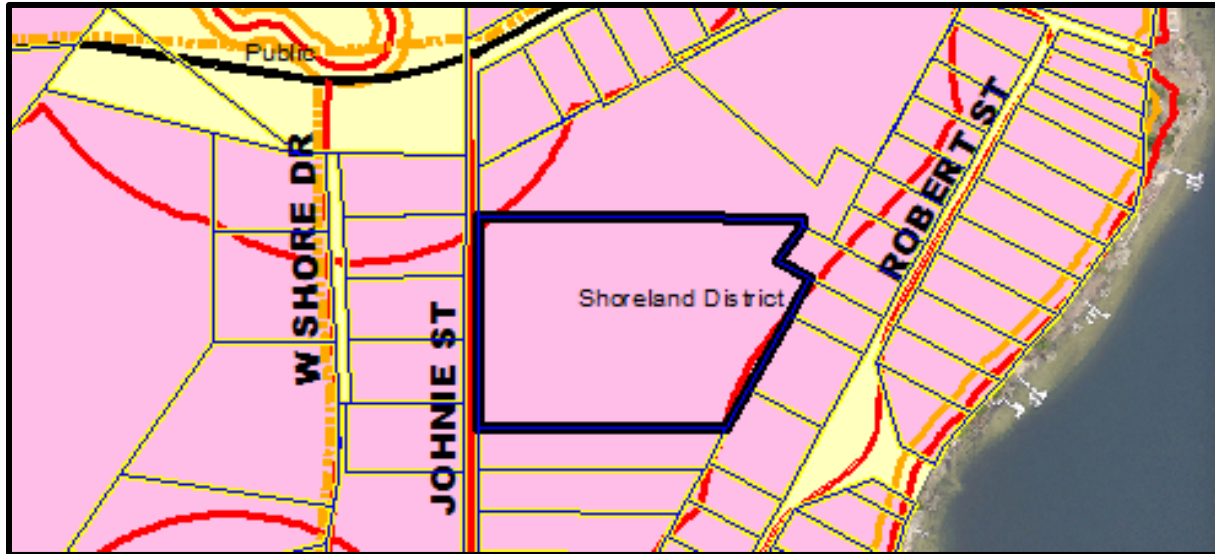 Public
W SHORE DR
ROBERT ST
Shoreland District
JOHNIE ST